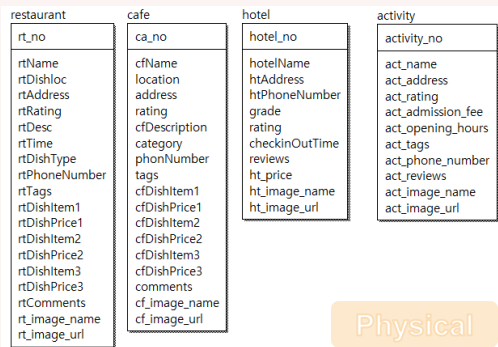 restaurant
rt_no
rtName
rtDishloc
rtAddress
rtRating
rtDesc
rtTime
rtDishType
rtPhoneNumber
rtTags
rtDishItem1
rtDishPrice1
rtDishItem2
rtDishPrice2
rtDishItem3
rtDishPrice3
rtComments
rt_image_name
rt_image_url
cafe
ca_no
cfName
location
address
rating
cfDescription
category
phonNumber
tags
cfDishItem1
cfDishPrice1
cfDishItem2
cfDishPrice2
cfDishItem3
cfDishPrice3
comments
cf_image_name
cf_image_url
hotel
hotel_no
hotelName
htAddress
htPhoneNumber
grade
rating
checkinOutTime
reviews
ht_price
ht_image_name
ht_image_url
activity
activity_no
act_name
act_address
act_rating
act_admission_fee
act_opening_hours
act_tags
act_phone_number
act_reviews
act_image_name
act_image_url
Physical